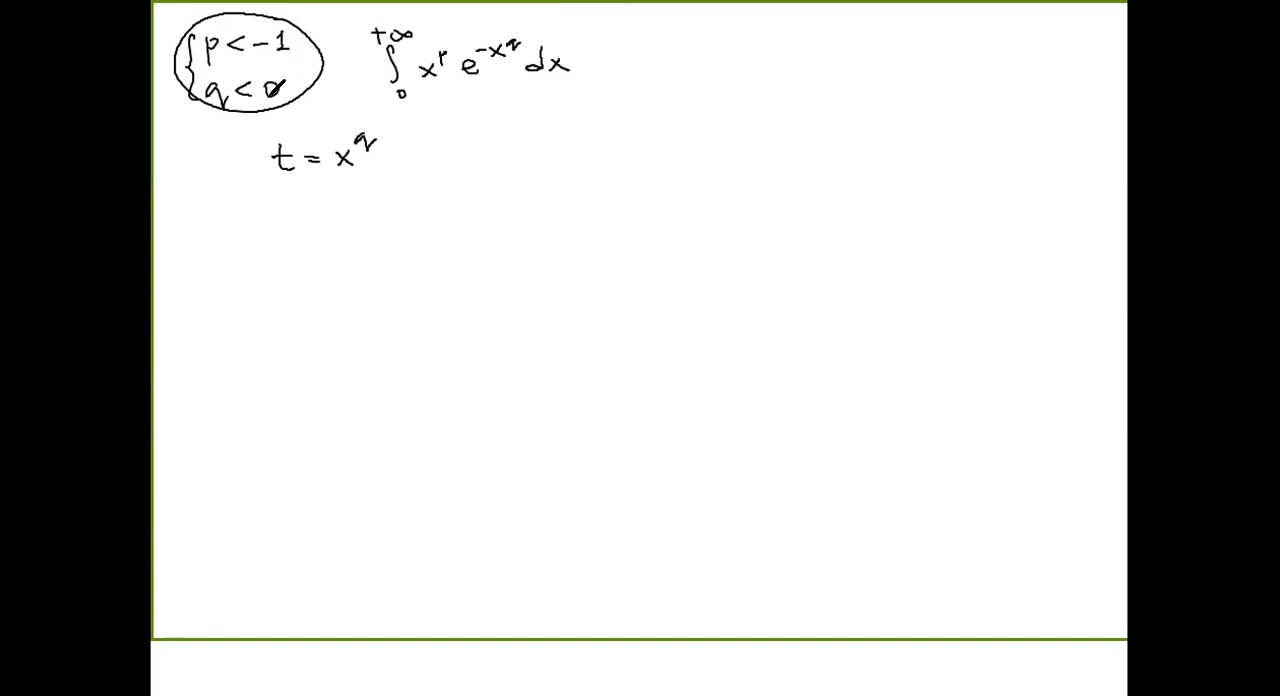 { p < -1
q < 0
+∞
∫ x^p e^{-x^q} dx
0
t = x^q